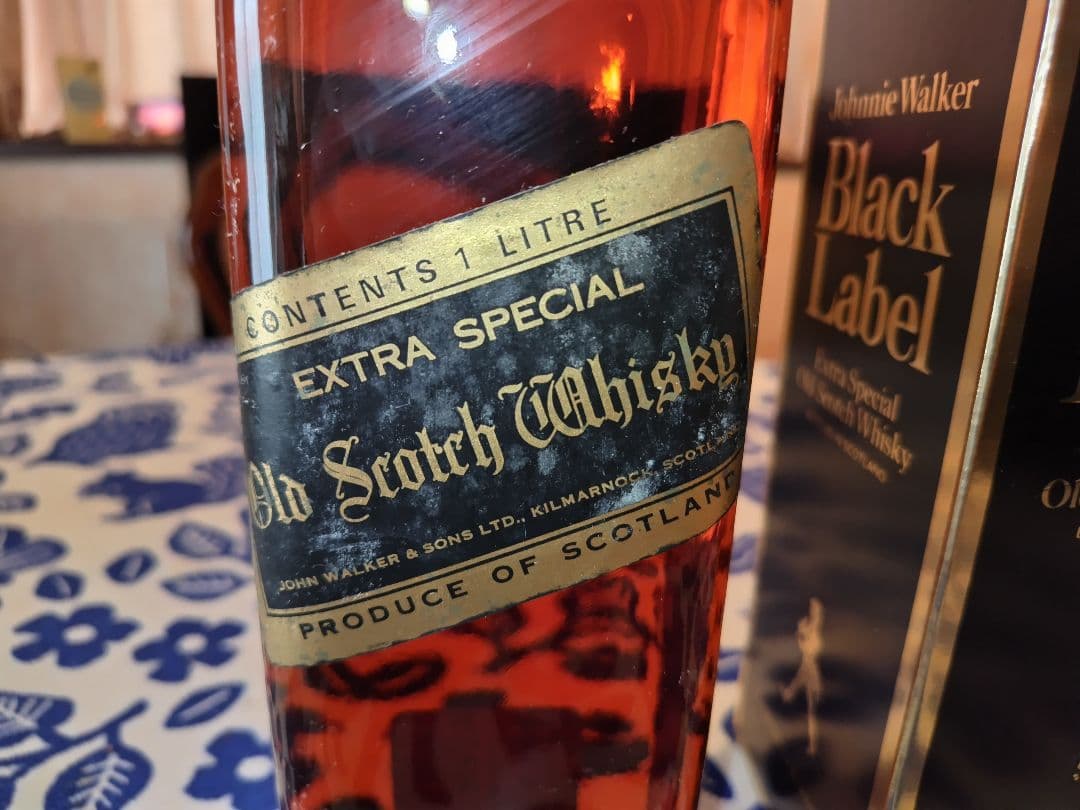 CONTENTS 1 LITRE
EXTRA SPECIAL
Old Scotch Whisky
JOHN WALKER & SONS LTD., KILMARNOCK, SCOTLAND
PRODUCE OF SCOTLAND
Johnnie Walker
Black
Label
Extra Special
Old Scotch Whisky